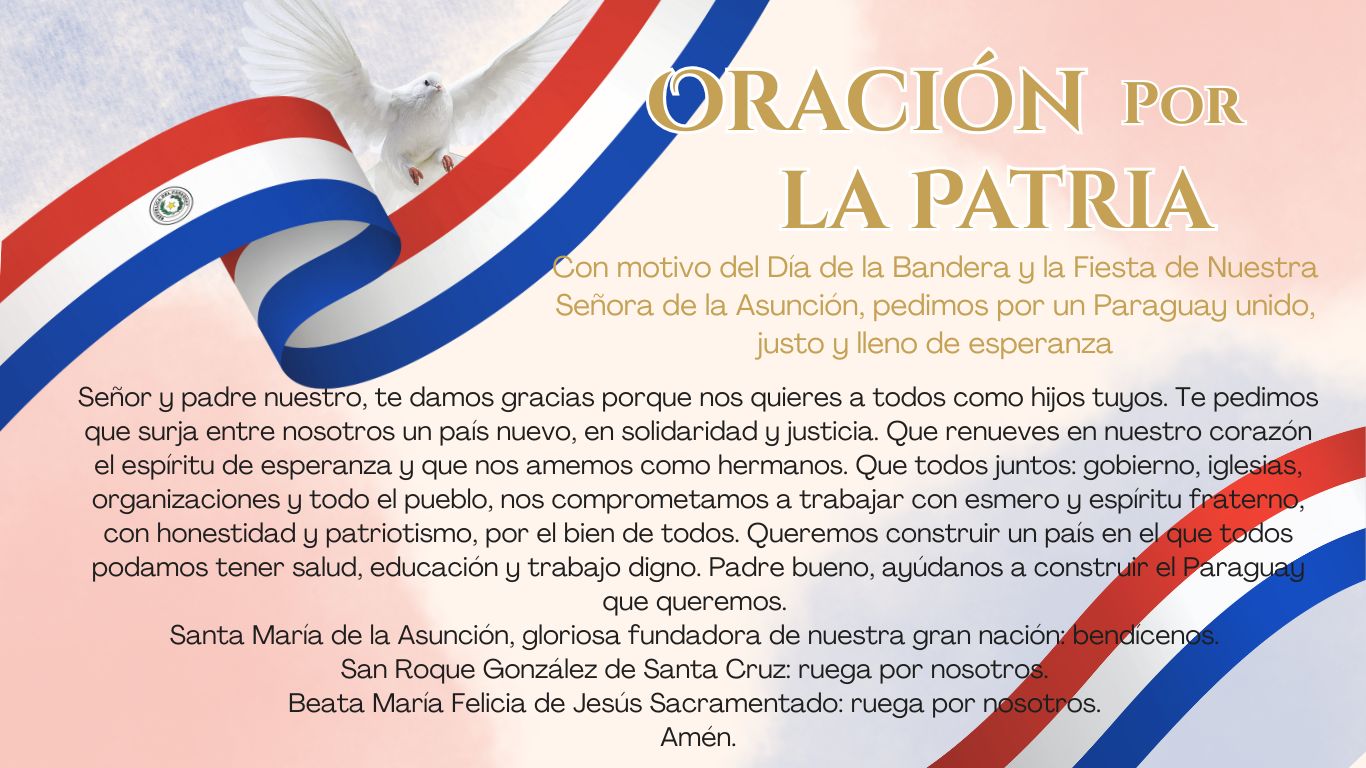 ORACIÓN POR
LA PATRIA
Con motivo del Día de la Bandera y la Fiesta de Nuestra
Señora de la Asunción, pedimos por un Paraguay unido,
justo y lleno de esperanza
Señor y padre nuestro, te damos gracias porque nos quieres a todos como hijos tuyos. Te pedimos
que surja entre nosotros un país nuevo, en solidaridad y justicia. Que renueves en nuestro corazón
el espíritu de esperanza y que nos amemos como hermanos. Que todos juntos: gobierno, iglesias,
organizaciones y todo el pueblo, nos comprometamos a trabajar con esmero y espíritu fraterno,
con honestidad y patriotismo, por el bien de todos. Queremos construir un país en el que todos
podamos tener salud, educación y trabajo digno. Padre bueno, ayúdanos a construir el Paraguay
que queremos.
Santa María de la Asunción, gloriosa fundadora de nuestra gran nación: bendícenos.
San Roque González de Santa Cruz: ruega por nosotros.
Beata María Felicia de Jesús Sacramentado: ruega por nosotros.
Amén.